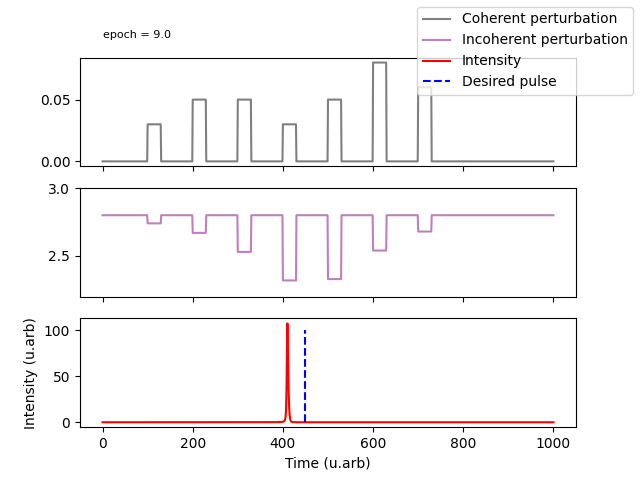 epoch = 9.0
Coherent perturbation
Incoherent perturbation
Intensity
Desired pulse
0.05
0.00
3.0
2.5
100
50
0
Intensity (u.arb)
0 200 400 600 800 1000
Time (u.arb)